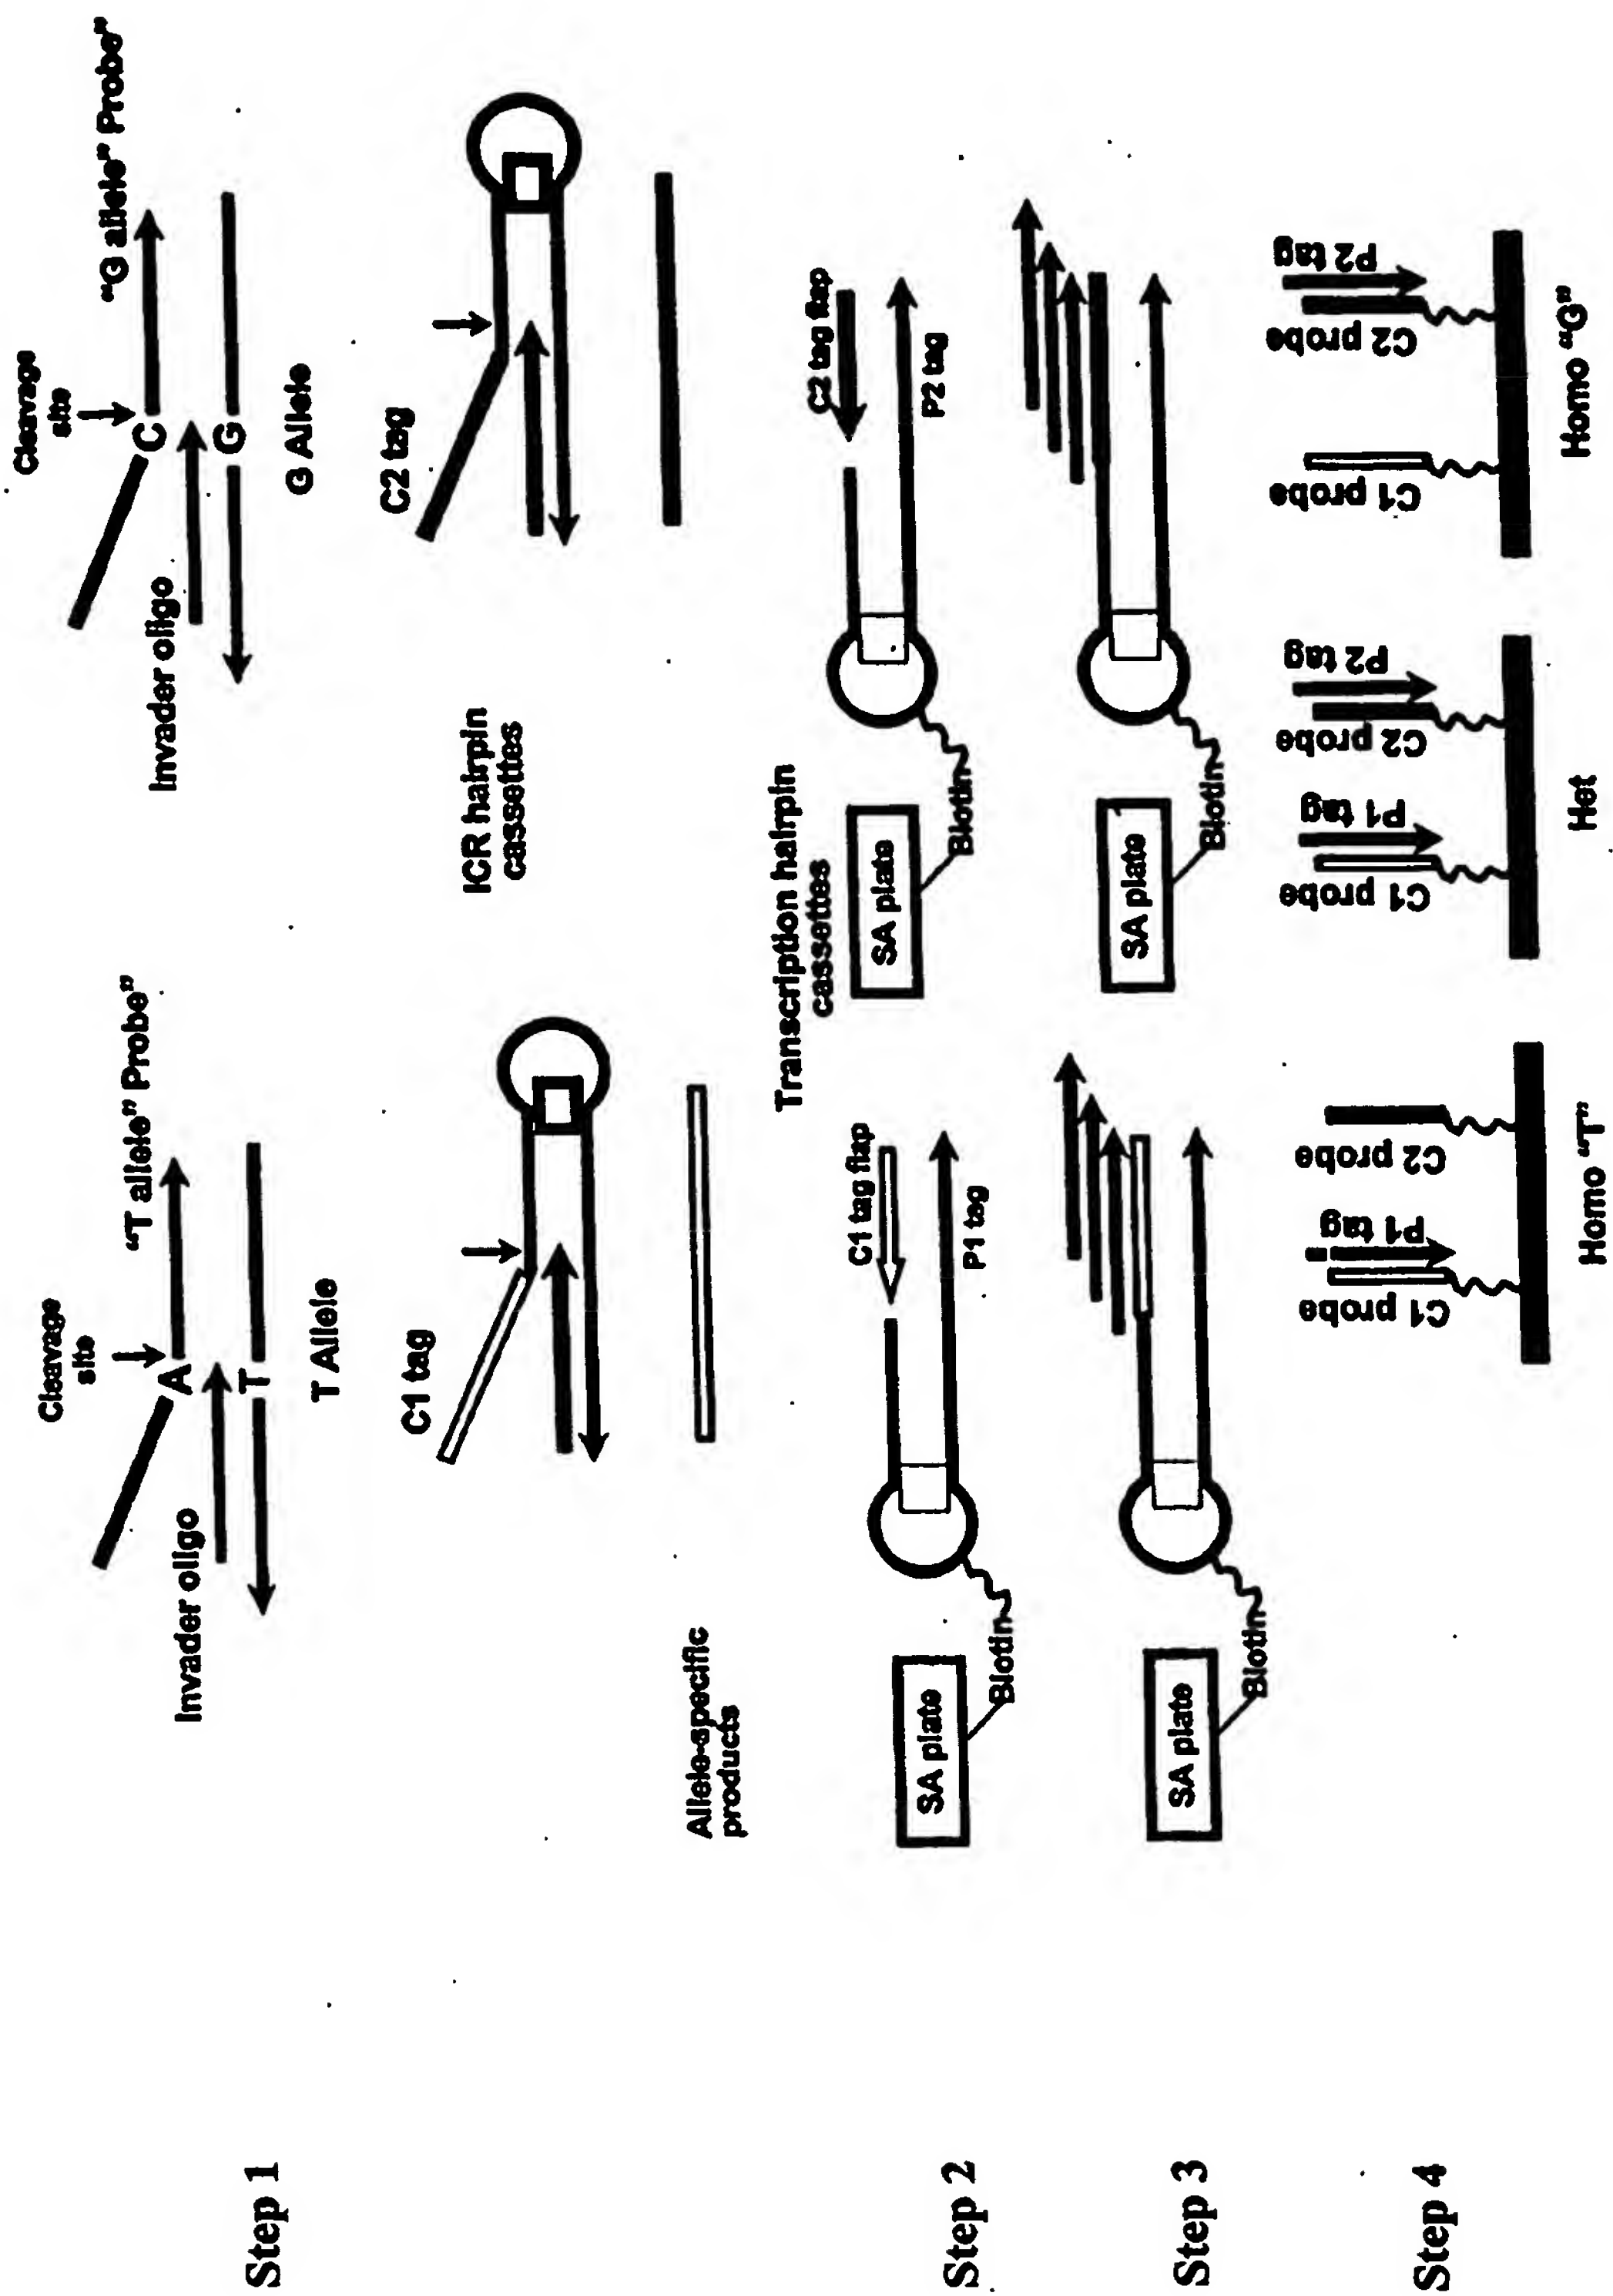 Step 1
Cleavage
site
"T allele" Probe"
A
Invader oligo
T
T Allele
Cleavage
site
"G allele" Probe"
C
Invader oligo
G
G Allele
C1 tag
ICR hairpin
cassettes
C2 tag
Allele-specific
products
Transcription hairpin
cassettes
Step 2
SA plate
Biotin
C1 tag flap
P1 tag
SA plate
Biotin
C2 tag flap
P2 tag
Step 3
SA plate
Biotin
SA plate
Biotin
Step 4
C1 probe
P1 tag
C2 probe
Homo "T"
C1 probe
P1 tag
C2 probe
P2 tag
Het
C1 probe
C2 probe
P2 tag
Homo "G"